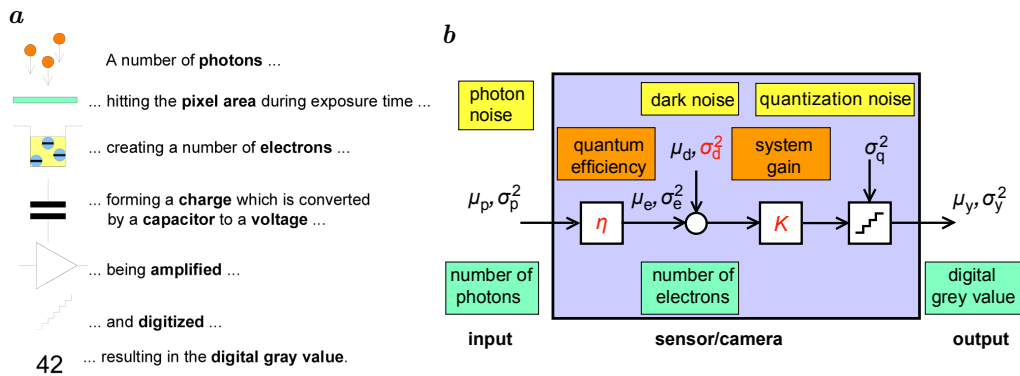 a
A number of photons ...
... hitting the pixel area during exposure time ...
... creating a number of electrons ...
... forming a charge which is converted
by a capacitor to a voltage ...
... being amplified ...
... and digitized ...
42
... resulting in the digital gray value.
b
photon
noise
dark noise
quantization noise
quantum
efficiency
μd, σd²
system
gain
σq²
μp, σp²
η
μe, σe²
K
μy, σy²
number of
photons
number of
electrons
digital
grey value
input
sensor/camera
output